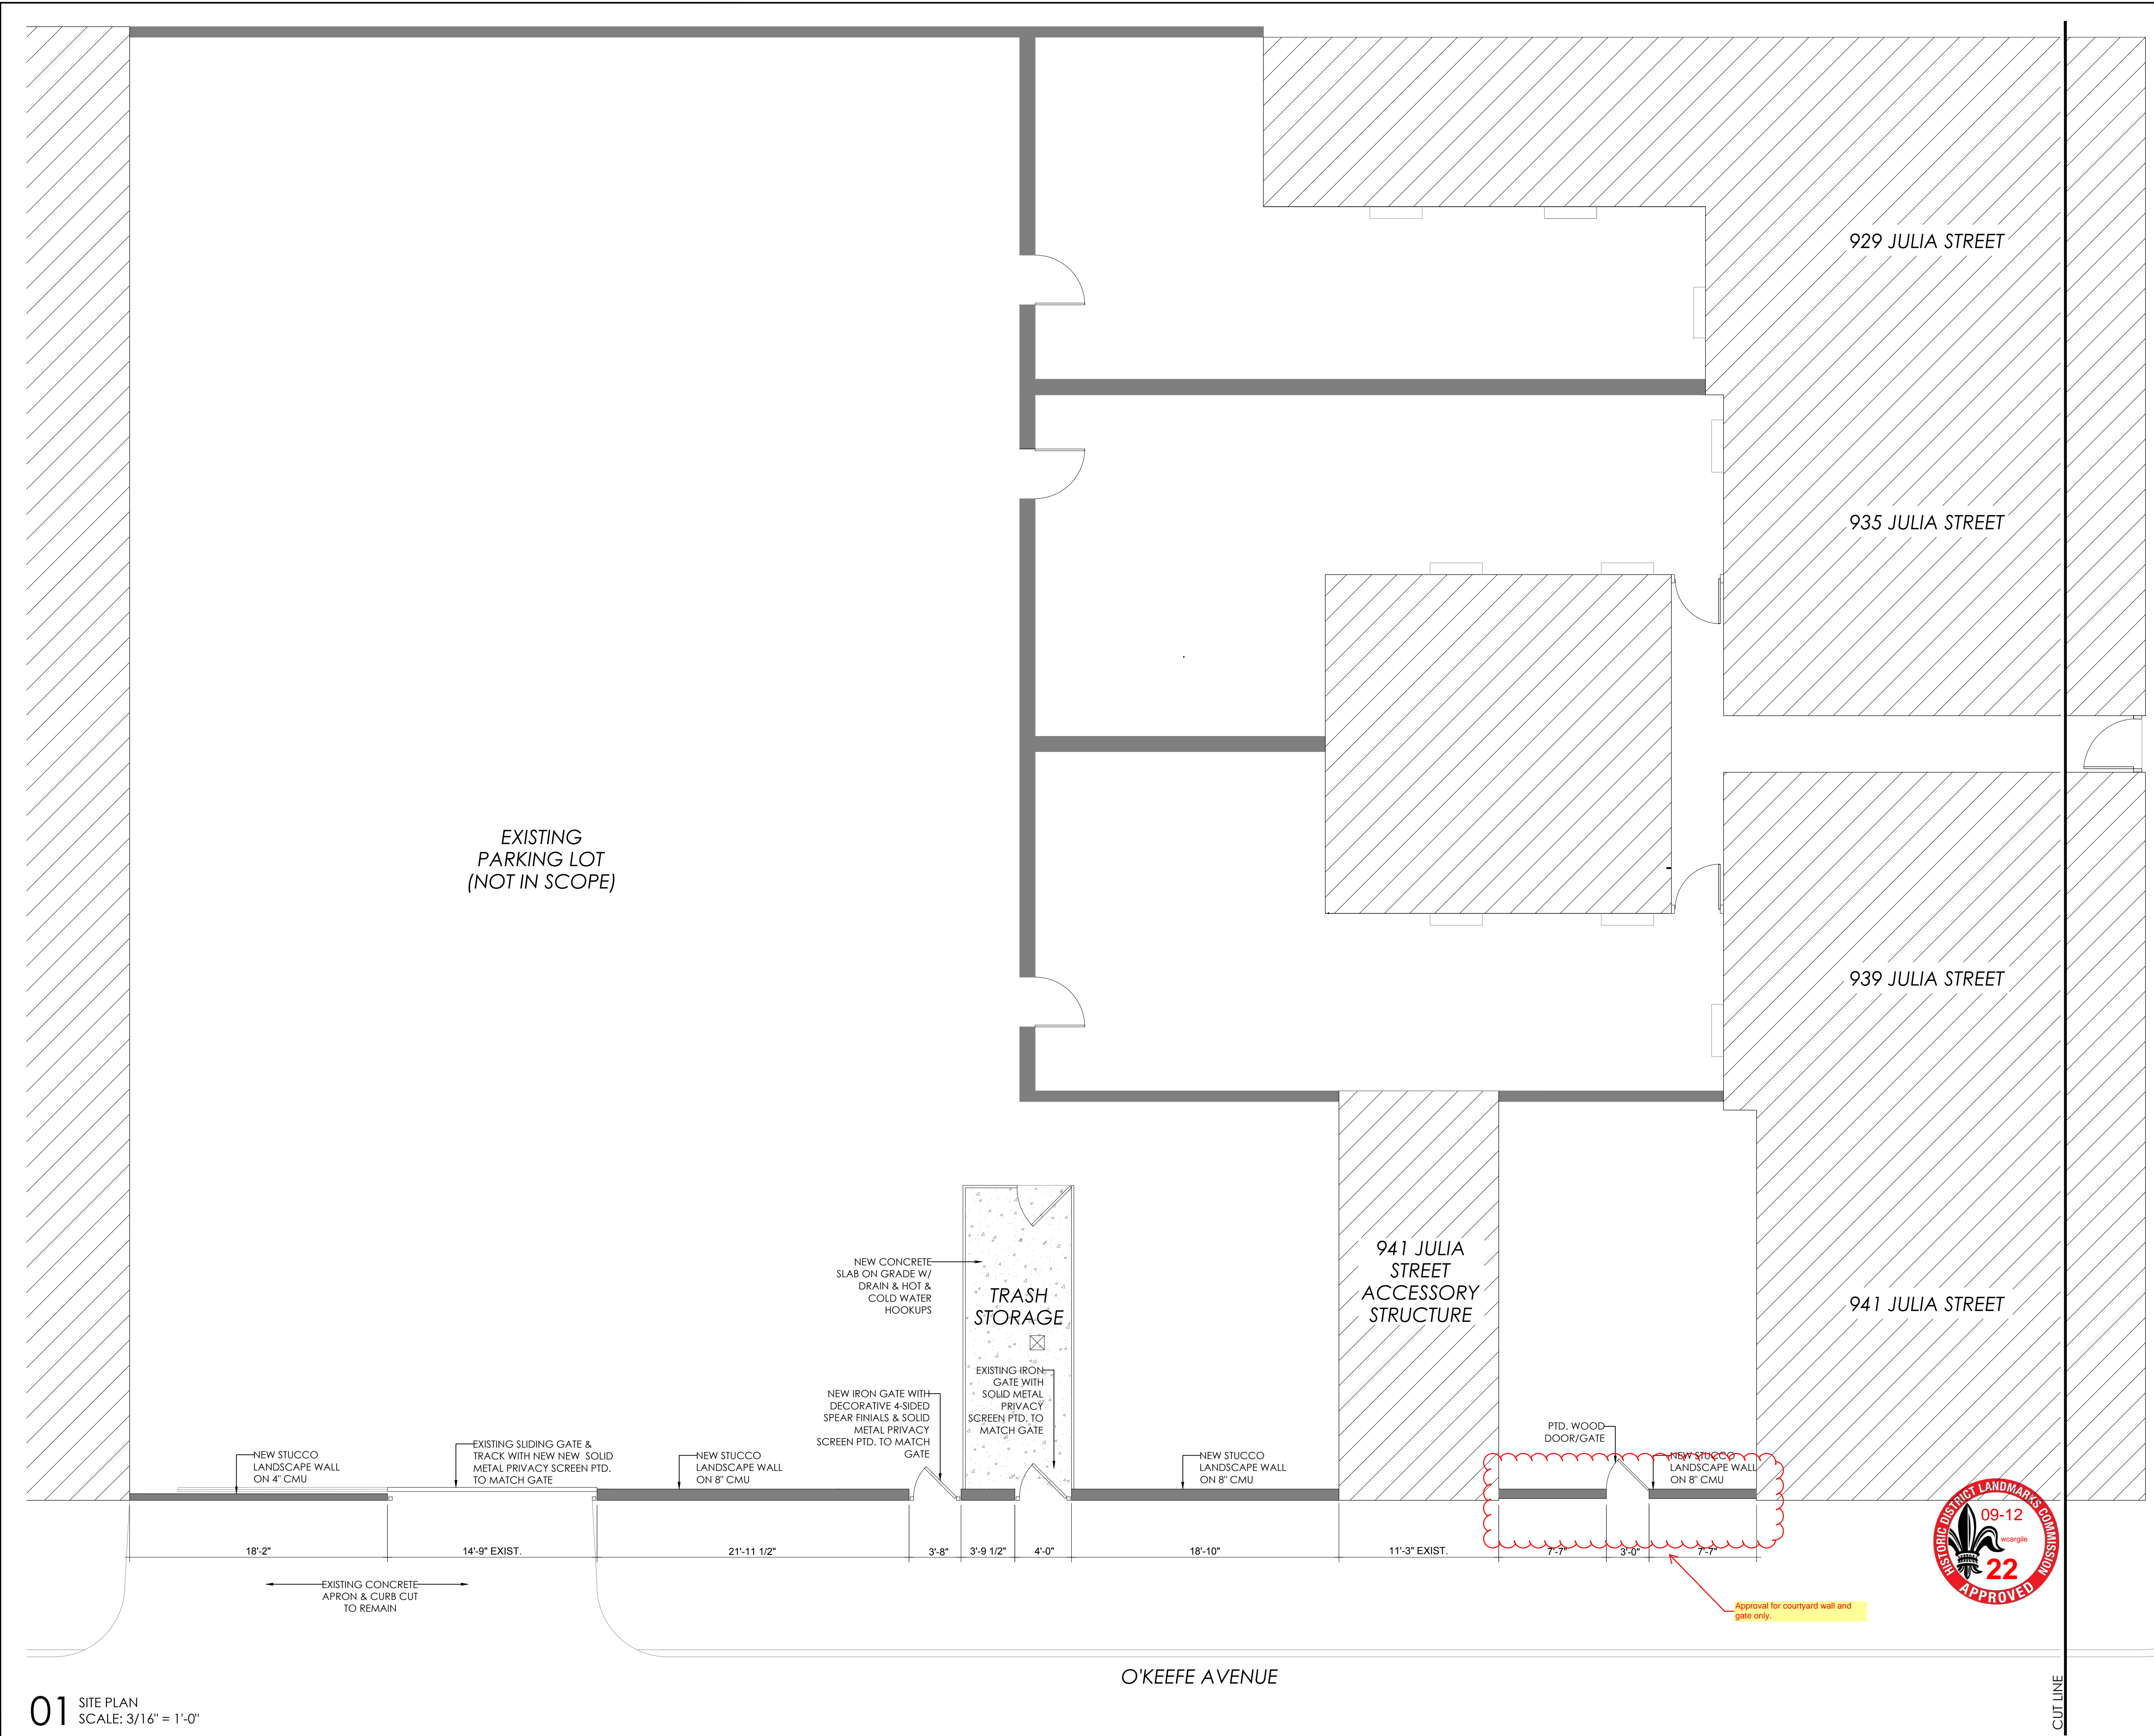 929 JULIA STREET
935 JULIA STREET
EXISTING
PARKING LOT
(NOT IN SCOPE)
939 JULIA STREET
NEW CONCRETE
SLAB ON GRADE W/
DRAIN & HOT &
COLD WATER
HOOKUPS
TRASH
STORAGE
941 JULIA
STREET
ACCESSORY
STRUCTURE
941 JULIA STREET
NEW STUCCO
LANDSCAPE WALL
ON 4" CMU
EXISTING SLIDING GATE &
TRACK WITH NEW NEW SOLID
METAL PRIVACY SCREEN PTD.
TO MATCH GATE
NEW STUCCO
LANDSCAPE WALL
ON 8" CMU
NEW IRON GATE WITH
DECORATIVE 4-SIDED
SPEAR FINIALS & SOLID
METAL PRIVACY
SCREEN PTD. TO MATCH
GATE
EXISTING IRON
GATE WITH
SOLID METAL
PRIVACY
SCREEN PTD. TO
MATCH GATE
NEW STUCCO
LANDSCAPE WALL
ON 8" CMU
PTD. WOOD
DOOR/GATE
NEW STUCCO
LANDSCAPE WALL
ON 8" CMU
HISTORIC DISTRICT LANDMARKS COMMISSION
09-12
wcargile
22
APPROVED
18'-2"
14'-9" EXIST.
21'-11 1/2"
3'-8"
3'-9 1/2"
4'-0"
18'-10"
11'-3" EXIST.
7'-7"
3'-0"
7'-7"
EXISTING CONCRETE
APRON & CURB CUT
TO REMAIN
Approval for courtyard wall and
gate only.
O'KEEFE AVENUE
CUT LINE
01
SITE PLAN
SCALE: 3/16" = 1'-0"